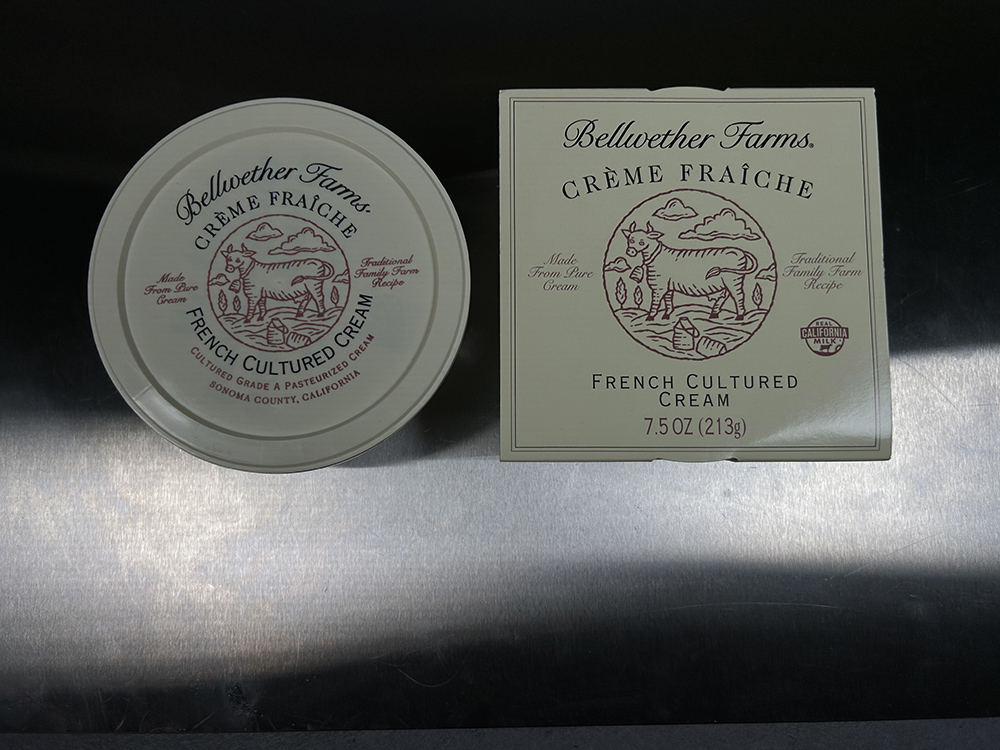 Bellwether Farms.
CRÈME FRAÎCHE
Made
From Pure
Cream
Traditional
Family Farm
Recipe
FRENCH CULTURED CREAM
CULTURED GRADE A PASTEURIZED CREAM
SONOMA COUNTY, CALIFORNIA
Bellwether Farms®
CRÈME FRAÎCHE
Made
From Pure
Cream
Traditional
Family Farm
Recipe
REAL
CALIFORNIA
MILK
FRENCH CULTURED
CREAM
7.5 OZ (213g)